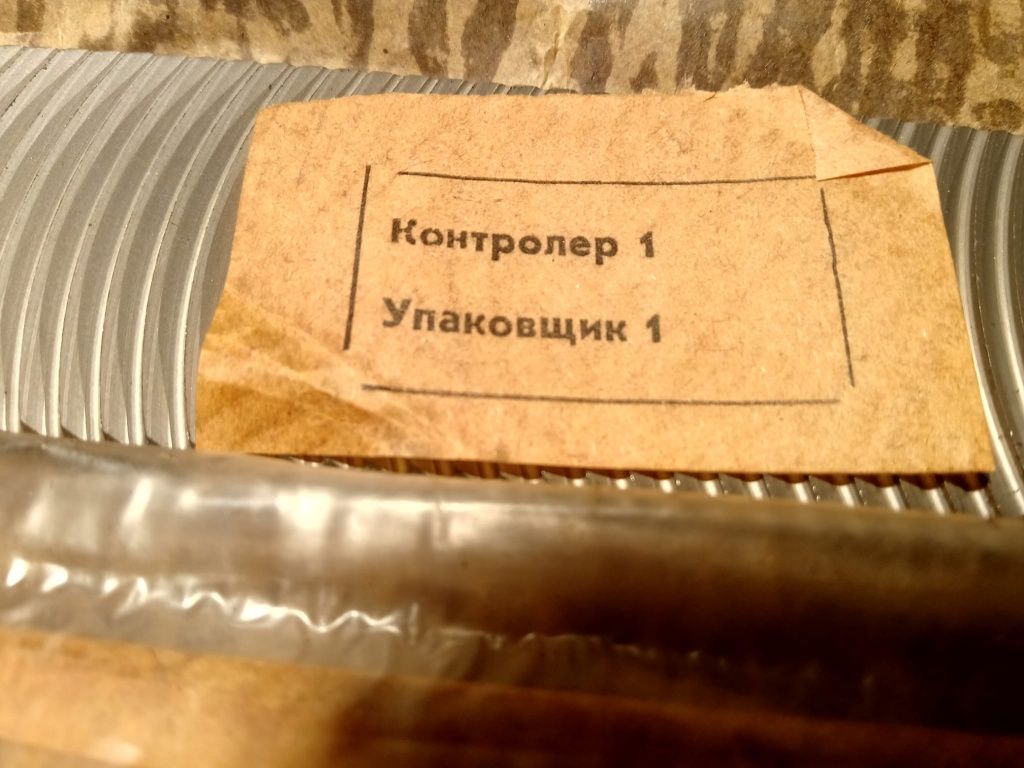 Контролер 1
Упаковщик 1